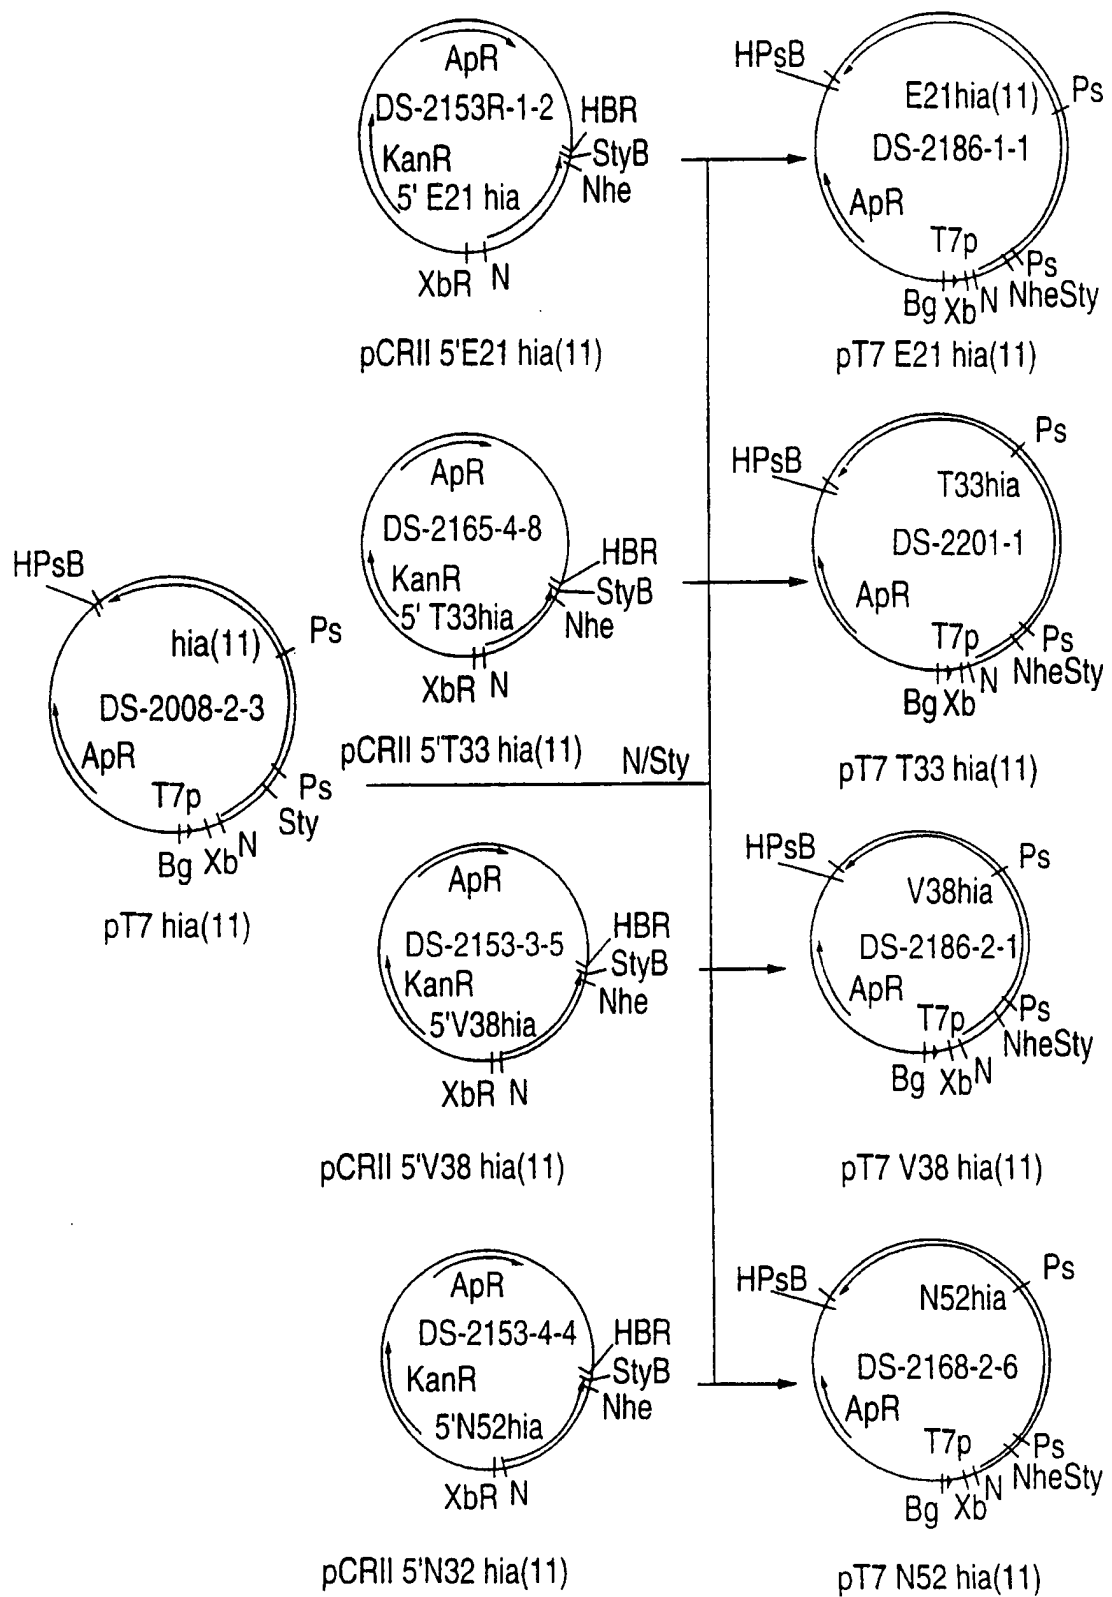 ApR
DS-2153R-1-2
KanR
5' E21 hia
HBR
StyB
Nhe
XbR N
pCRII 5'E21 hia(11)
HPsB
E21hia(11)
Ps
DS-2186-1-1
ApR
T7p
Ps
Bg Xb N NheSty
pT7 E21 hia(11)
ApR
DS-2165-4-8
KanR
5' T33hia
HBR
StyB
Nhe
XbR N
pCRII 5'T33 hia(11)
HPsB
Ps
T33hia
DS-2201-1
ApR
T7p
Ps
Bg Xb N NheSty
pT7 T33 hia(11)
HPsB
hia(11)
Ps
DS-2008-2-3
ApR
T7p
Ps
Sty
Bg Xb N
pT7 hia(11)
N/Sty
ApR
DS-2153-3-5
KanR
5'V38hia
HBR
StyB
Nhe
XbR N
pCRII 5'V38 hia(11)
HPsB
Ps
V38hia
DS-2186-2-1
ApR
T7p
Ps
NheSty
Bg Xb N
pT7 V38 hia(11)
ApR
DS-2153-4-4
KanR
5'N52hia
HBR
StyB
Nhe
XbR N
pCRII 5'N32 hia(11)
HPsB
Ps
N52hia
DS-2168-2-6
ApR
T7p
Ps
NheSty
Bg Xb N
pT7 N52 hia(11)